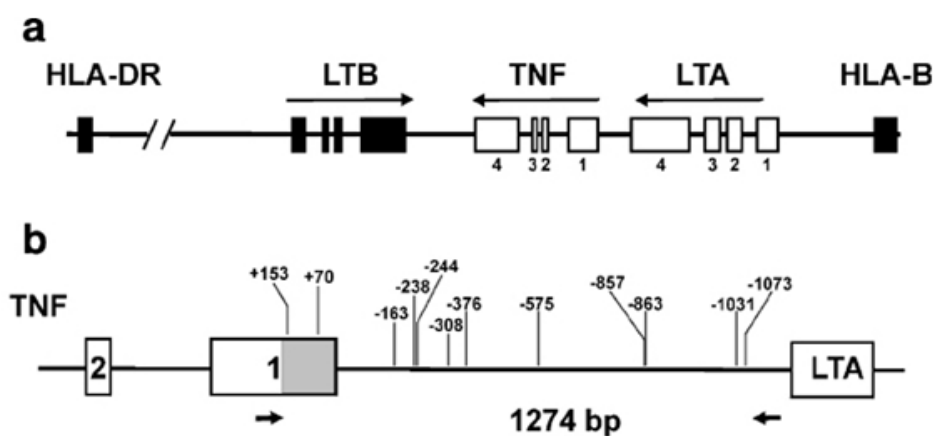 a
HLA-DR LTB TNF LTA HLA-B
4 3 2 1 4 3 2 1
b
+153 +70 -163 -238 -244 -308 -376 -575 -857 -863 -1031 -1073
TNF
2 1 LTA
1274 bp